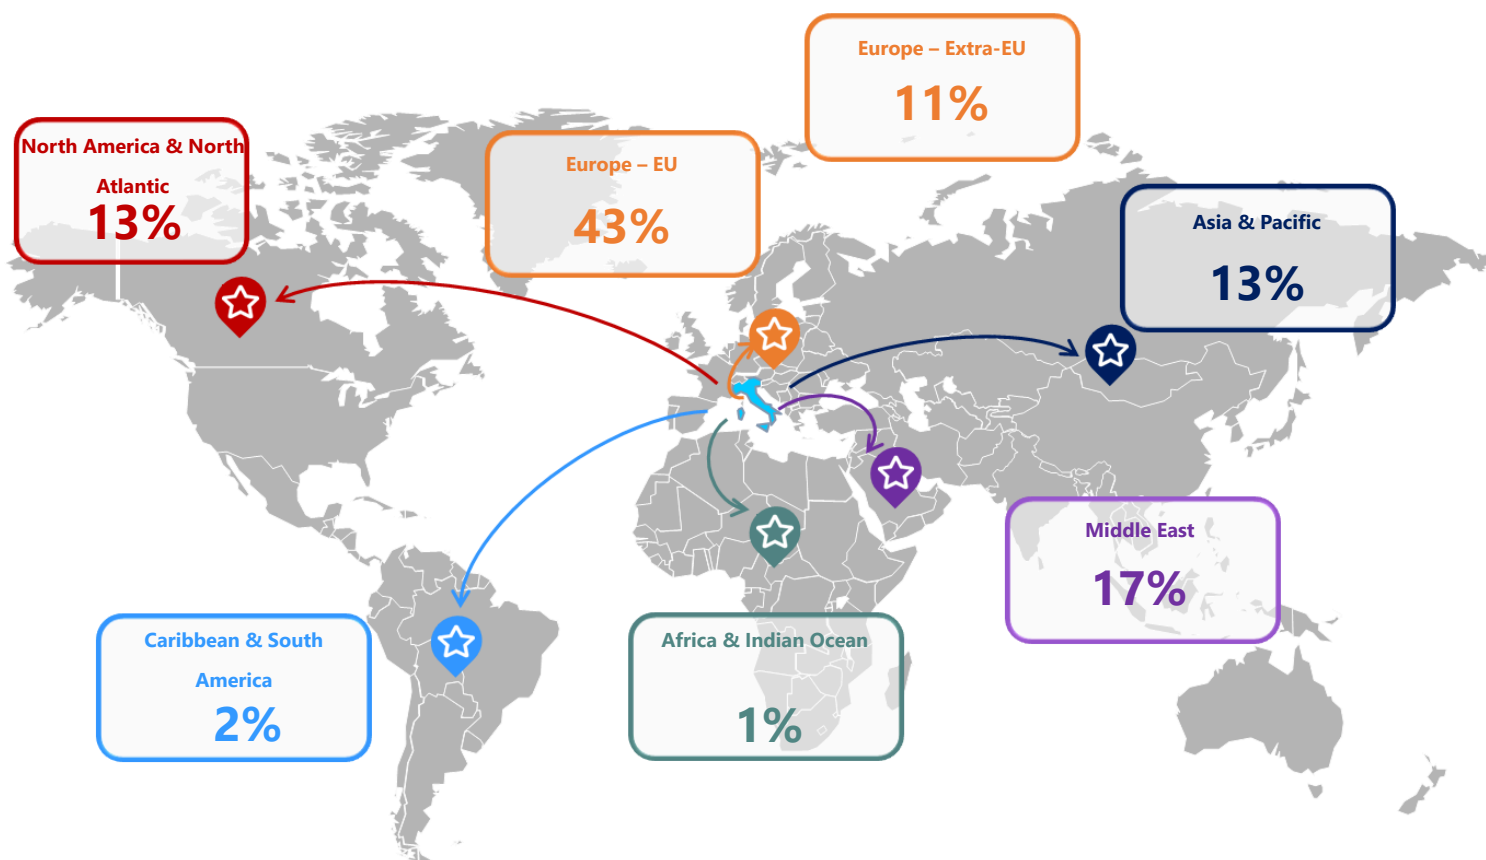 Europe – Extra-EU
11%
North America & North
Atlantic
13%
Europe – EU
43%
Asia & Pacific
13%
Middle East
17%
Caribbean & South
America
2%
Africa & Indian Ocean
1%